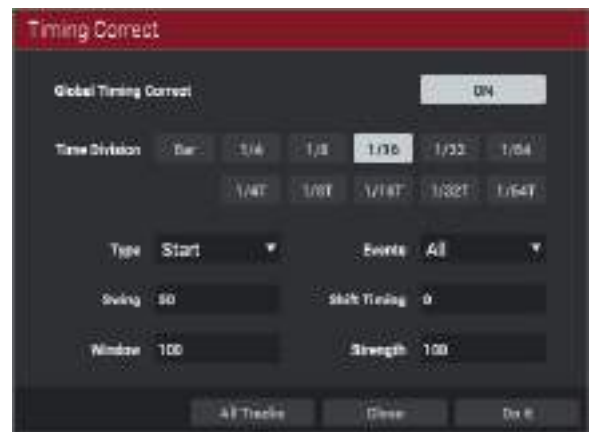 Timing Correct
Global Timing Correct ON
Time Division Bar 1/4 1/8 1/16 1/32 1/64
1/4T 1/8T 1/16T 1/32T 1/64T
Type Start Events All
Swing 50 Shift Timing 0
Window 100 Strength 100
All Tracks Close Do It